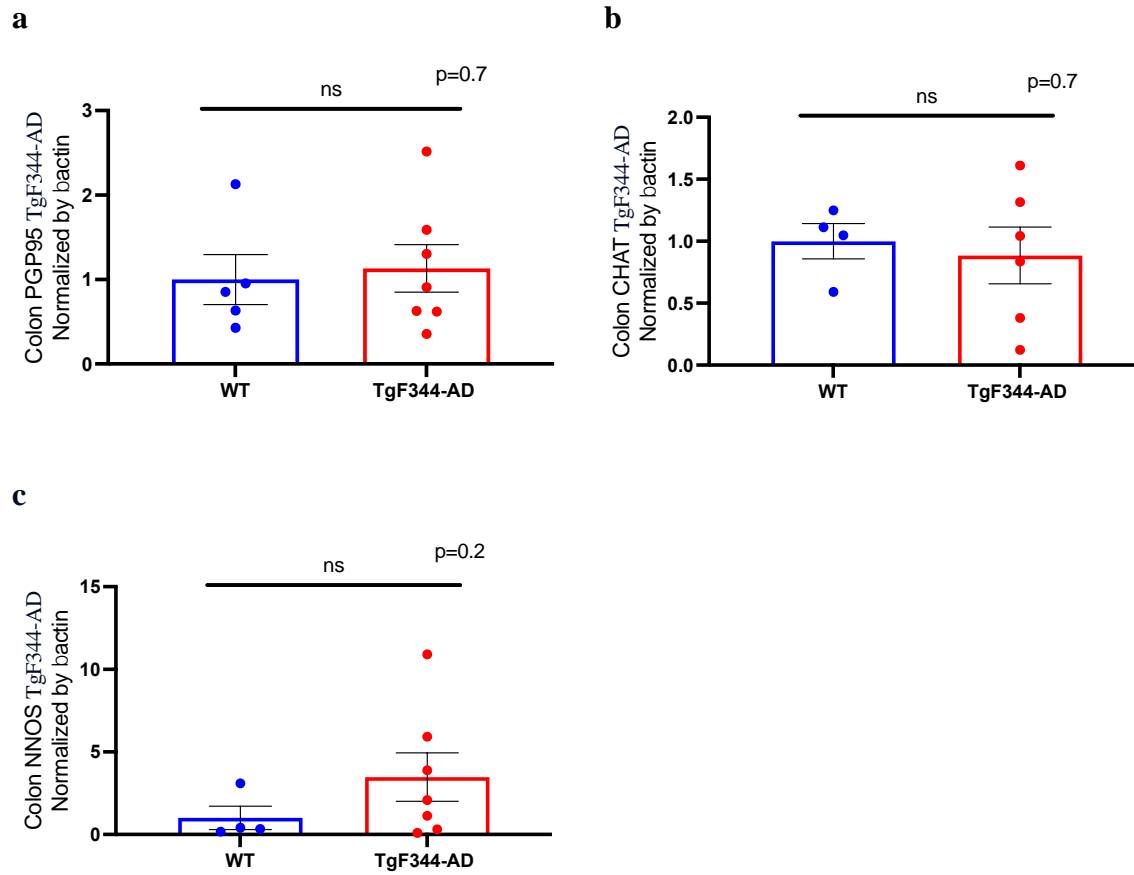 a
p=0.7
ns
3
2
1
0
Colon PGP95 TgF344-AD
Normalized by bactin
WT
TgF344-AD
b
p=0.7
ns
2.0
1.5
1.0
0.5
0.0
Colon CHAT TgF344-AD
Normalized by bactin
WT
TgF344-AD
c
p=0.2
ns
15
10
5
0
Colon NNOS TgF344-AD
Normalized by bactin
WT
TgF344-AD